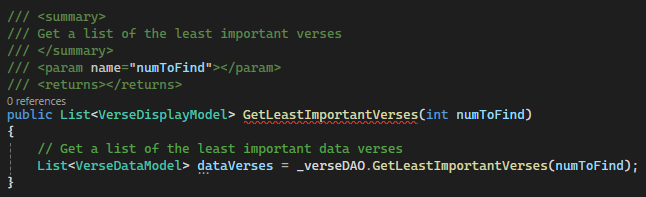 /// <summary>
/// Get a list of the least important verses
/// </summary>
/// <param name="numToFind"></param>
/// <returns></returns>
0 references
public List<VerseDisplayModel> GetLeastImportantVerses(int numToFind)
{
// Get a list of the least important data verses
List<VerseDataModel> dataVerses = _verseDAO.GetLeastImportantVerses(numToFind);
}